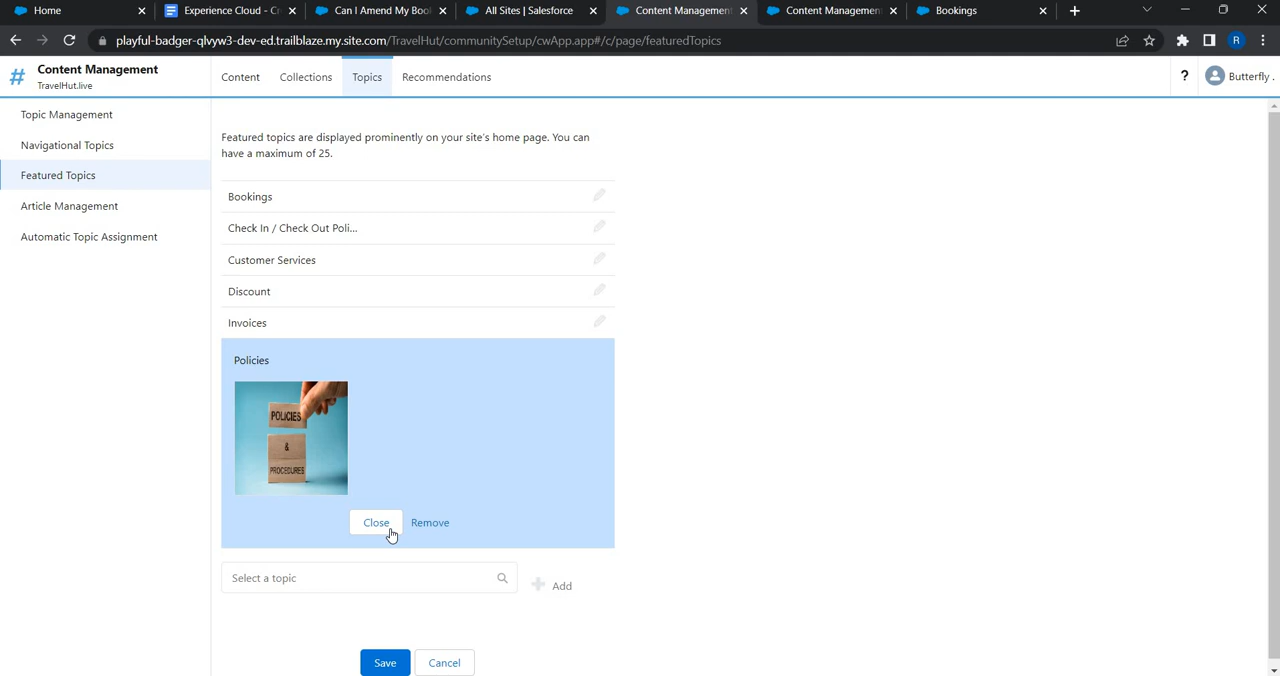 Home
Experience Cloud - Cr
Can I Amend My Boo
All Sites | Salesforce
Content Management
Content Management
Bookings
playful-badger-qlvyw3-dev-ed.trailblaze.my.site.com/TravelHut/communitySetup/cwApp.app#/c/page/featuredTopics
R
# Content Management
TravelHut.live
Content
Collections
Topics
Recommendations
?
Butterfly .
Topic Management
Navigational Topics
Featured Topics
Article Management
Automatic Topic Assignment
Featured topics are displayed prominently on your site's home page. You can
have a maximum of 25.
Bookings
Check In / Check Out Poli...
Customer Services
Discount
Invoices
Policies
POLICIES
&
PROCEDURES
Close
Remove
Select a topic
Add
Save
Cancel